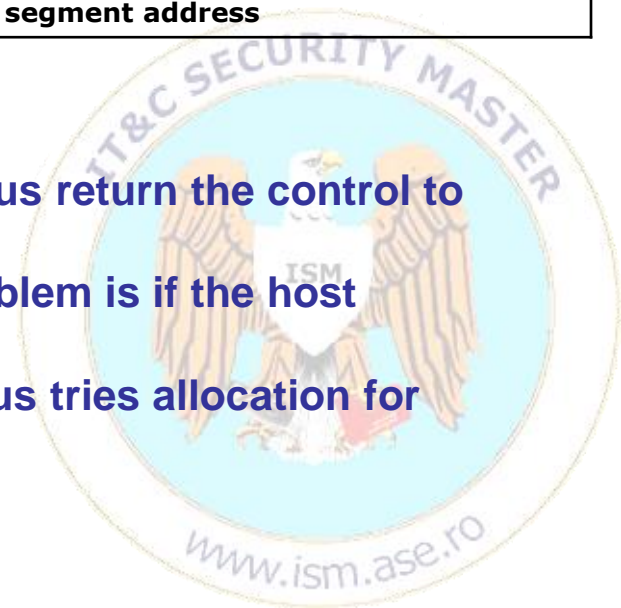 segment address
IT&C SECURITY MASTER
us return the control to
ISM
blem is if the host
us tries allocation for
www.ism.ase.ro